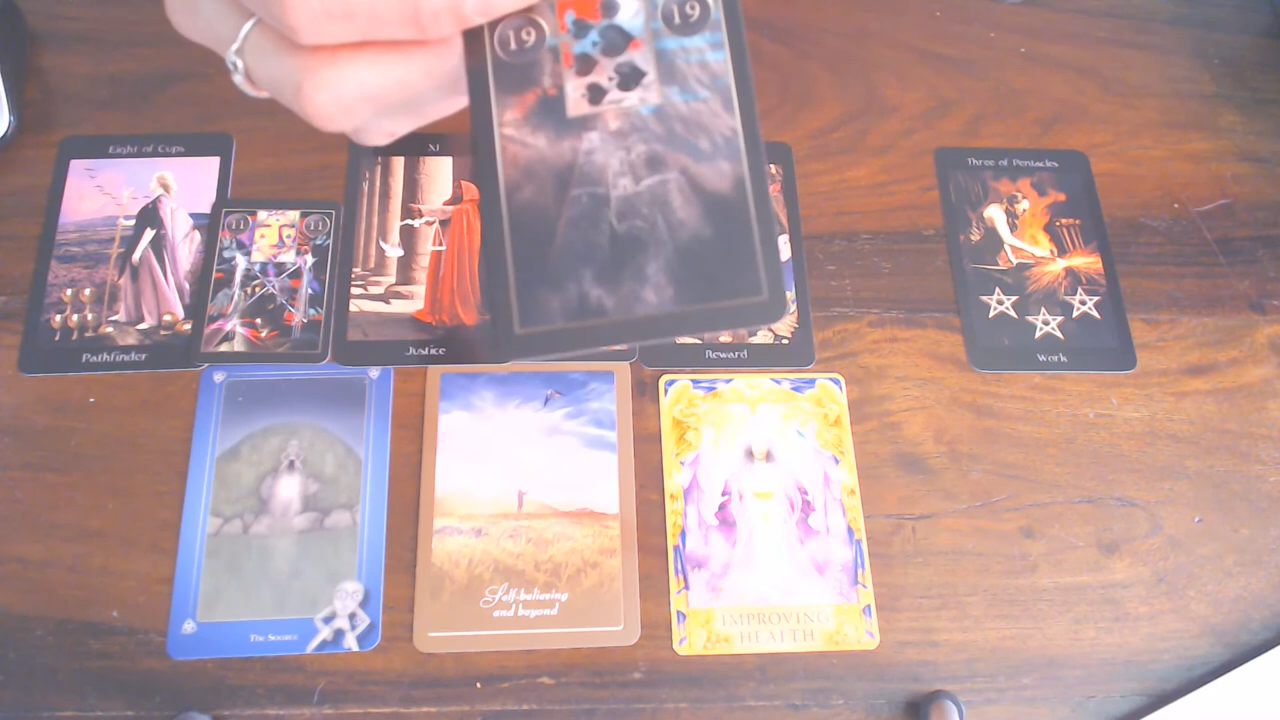 19 19
Eight of Cups
XI
Three of Pentacles
11 11
Pathfinder
Justice
Reward
Work
The Source
Self-believing
and beyond
IMPROVING
HEALTH